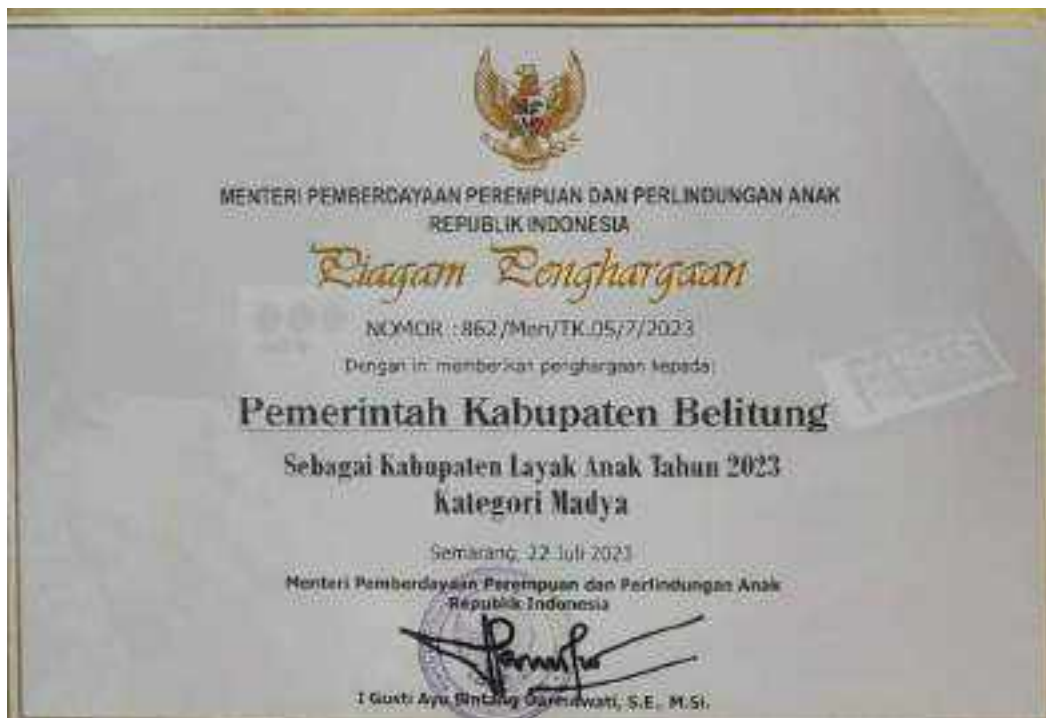 MENTERI PEMBERDAYAAN PEREMPUAN DAN PERLINDUNGAN ANAK
REPUBLIK INDONESIA
Piagam Penghargaan
NOMOR : 862/Men/TK.05/7/2023
Dengan ini memberikan penghargaan kepada:
Pemerintah Kabupaten Belitung
Sebagai Kabupaten Layak Anak Tahun 2023
Kategori Madya
Semarang, 22 Juli 2023
Menteri Pemberdayaan Perempuan dan Perlindungan Anak
Republik Indonesia
I Gusti Ayu Bintang Darmawati, S.E., M.Si.